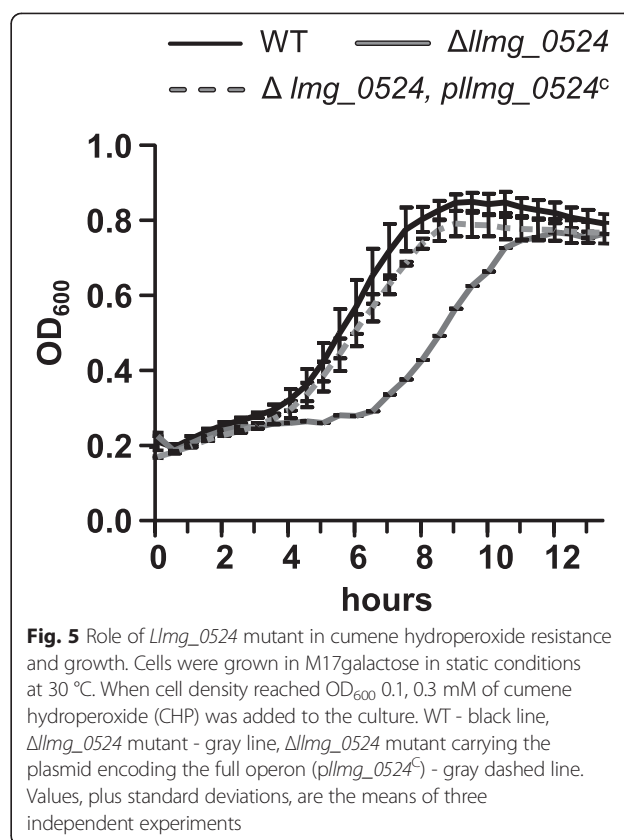 WT Δllmg_0524
Δ lmg_0524, pllmg_0524ᶜ
1.0
0.8
0.6
0.4
0.2
0.0
OD₆₀₀
0 2 4 6 8 10 12
hours
Fig. 5 Role of Llmg_0524 mutant in cumene hydroperoxide resistance
and growth. Cells were grown in M17galactose in static conditions
at 30 °C. When cell density reached OD₆₀₀ 0.1, 0.3 mM of cumene
hydroperoxide (CHP) was added to the culture. WT - black line,
Δllmg_0524 mutant - gray line, Δllmg_0524 mutant carrying the
plasmid encoding the full operon (pllmg_0524ᶜ) - gray dashed line.
Values, plus standard deviations, are the means of three
independent experiments